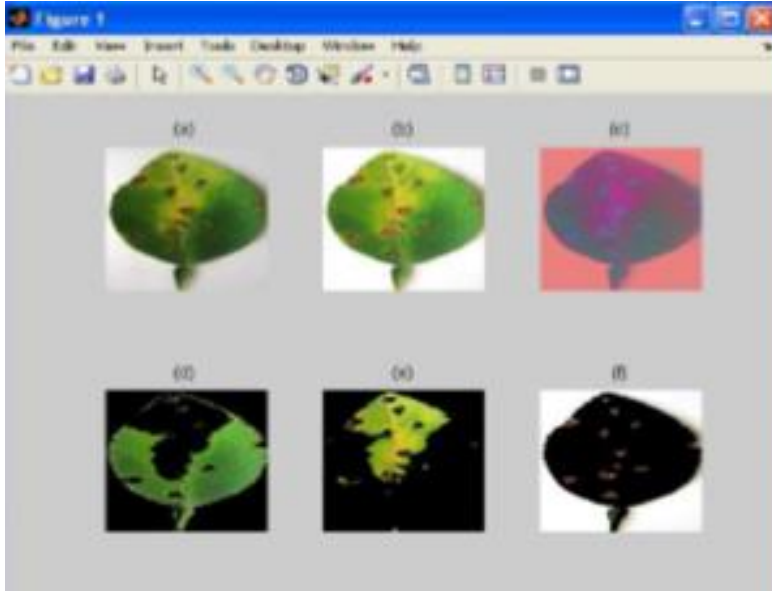 Figure 1
File Edit View Insert Tools Desktop Window Help
(a) (b) (c)
(d) (e) (f)